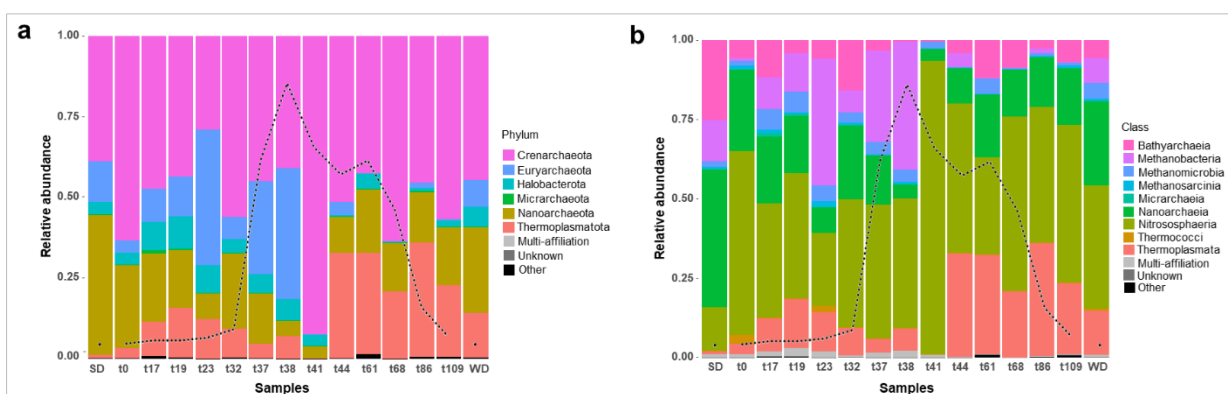 a
1.00
0.75
0.50
0.25
0.00
Relative abundance
SD t0 t17 t19 t23 t32 t37 t38 t41 t44 t61 t68 t86 t109 WD
Samples
Phylum
Crenarchaeota
Euryarchaeota
Halobacterota
Micrarchaeota
Nanoarchaeota
Thermoplasmatota
Multi-affiliation
Unknown
Other
b
1.00
0.75
0.50
0.25
0.00
Relative abundance
SD t0 t17 t19 t23 t32 t37 t38 t41 t44 t61 t68 t86 t109 WD
Samples
Class
Bathyarchaeia
Methanobacteria
Methanomicrobia
Methanosarcinia
Micrarchaeia
Nanoarchaeia
Nitrososphaeria
Thermococci
Thermoplasmata
Multi-affiliation
Unknown
Other